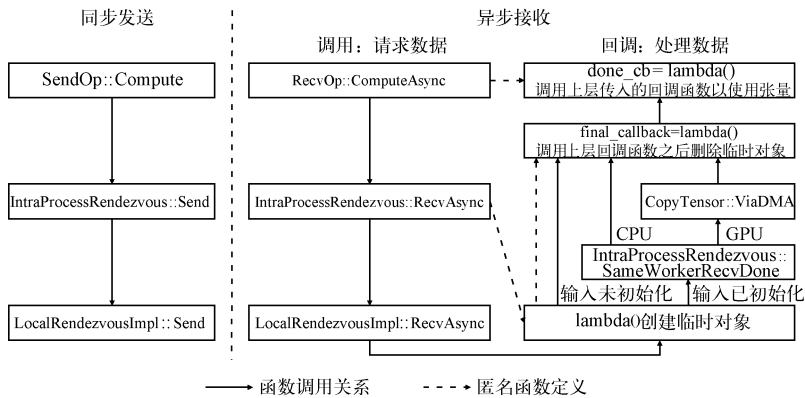 同步发送
异步接收
调用：请求数据
回调：处理数据
SendOp::Compute
RecvOp::ComputeAsync
done_cb= lambda()
调用上层传入的回调函数以使用张量
final_callback=lambda()
调用上层回调函数之后删除临时对象
IntraProcessRendezvous::Send
IntraProcessRendezvous::RecvAsync
CopyTensor::ViaDMA
CPU
GPU
IntraProcessRendezvous::
SameWorkerRecvDone
输入未初始化
输入已初始化
LocalRendezvousImpl::Send
LocalRendezvousImpl::RecvAsync
lambda()创建临时对象
函数调用关系
匿名函数定义